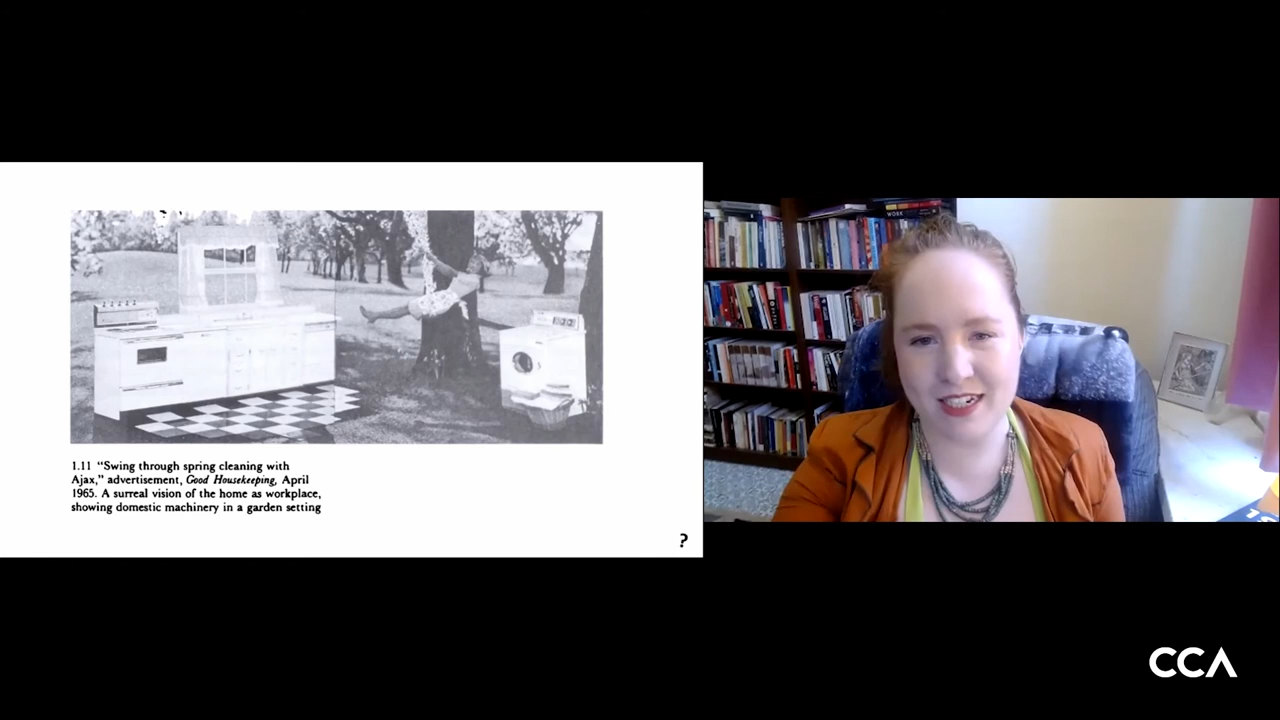 1.11 “Swing through spring cleaning with
Ajax,” advertisement, Good Housekeeping, April
1965. A surreal vision of the home as workplace,
showing domestic machinery in a garden setting
?
WORK
CCA